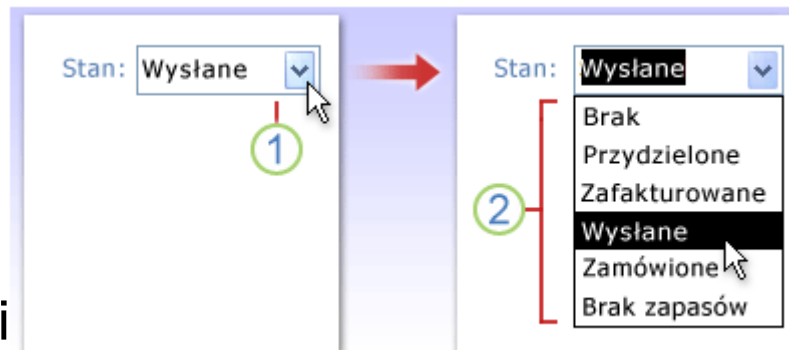 Stan: Wysłane
1
Stan: Wysłane
2
Brak
Przydzielone
Zafakturowane
Wysłane
Zamówione
Brak zapasów
i